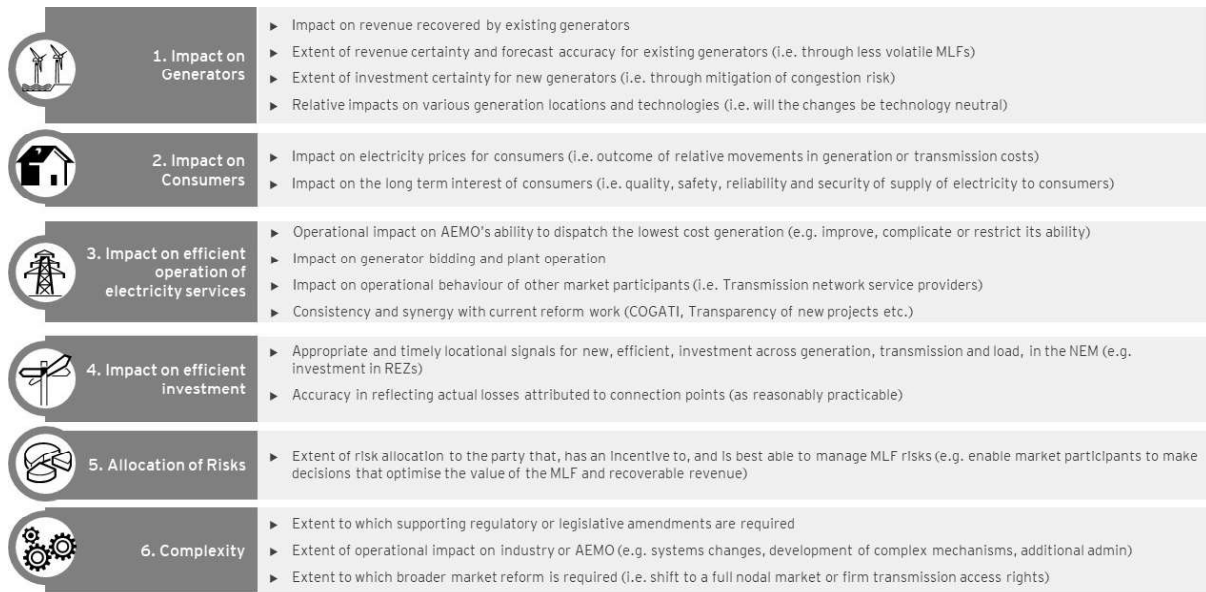 1. Impact on
Generators
► Impact on revenue recovered by existing generators
► Extent of revenue certainty and forecast accuracy for existing generators (i.e. through less volatile MLFs)
► Extent of investment certainty for new generators (i.e. through mitigation of congestion risk)
► Relative impacts on various generation locations and technologies (i.e. will the changes be technology neutral)
2. Impact on
Consumers
► Impact on electricity prices for consumers (i.e. outcome of relative movements in generation or transmission costs)
► Impact on the long term interest of consumers (i.e. quality, safety, reliability and security of supply of electricity to consumers)
3. Impact on efficient
operation of
electricity services
► Operational impact on AEMO's ability to dispatch the lowest cost generation (e.g. improve, complicate or restrict its ability)
► Impact on generator bidding and plant operation
► Impact on operational behaviour of other market participants (i.e. Transmission network service providers)
► Consistency and synergy with current reform work (COGATI, Transparency of new projects etc.)
4. Impact on efficient
investment
► Appropriate and timely locational signals for new, efficient, investment across generation, transmission and load, in the NEM (e.g.
investment in REZs)
► Accuracy in reflecting actual losses attributed to connection points (as reasonably practicable)
5. Allocation of Risks
► Extent of risk allocation to the party that, has an incentive to, and is best able to manage MLF risks (e.g. enable market participants to make
decisions that optimise the value of the MLF and recoverable revenue)
6. Complexity
► Extent to which supporting regulatory or legislative amendments are required
► Extent of operational impact on industry or AEMO (e.g. systems changes, development of complex mechanisms, additional admin)
► Extent to which broader market reform is required (i.e. shift to a full nodal market or firm transmission access rights)